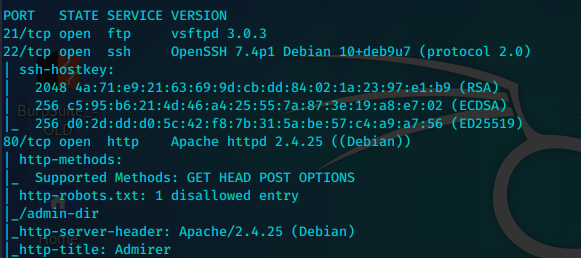 PORT   STATE SERVICE VERSION
21/tcp open  ftp     vsftpd 3.0.3
22/tcp open  ssh     OpenSSH 7.4p1 Debian 10+deb9u7 (protocol 2.0)
| ssh-hostkey:
|   2048 4a:71:e9:21:63:69:9d:cb:dd:84:02:1a:23:97:e1:b9 (RSA)
|   256 c5:95:b6:21:4d:46:a4:25:55:7a:87:3e:19:a8:e7:02 (ECDSA)
|_  256 d0:2d:dd:d0:5c:42:f8:7b:31:5a:be:57:c4:a9:a7:56 (ED25519)
80/tcp open  http    Apache httpd 2.4.25 ((Debian))
| http-methods:
|_  Supported Methods: GET HEAD POST OPTIONS
| http-robots.txt: 1 disallowed entry
|_/admin-dir
|_http-server-header: Apache/2.4.25 (Debian)
|_http-title: Admirer
BurpSuite_
OLD
Home